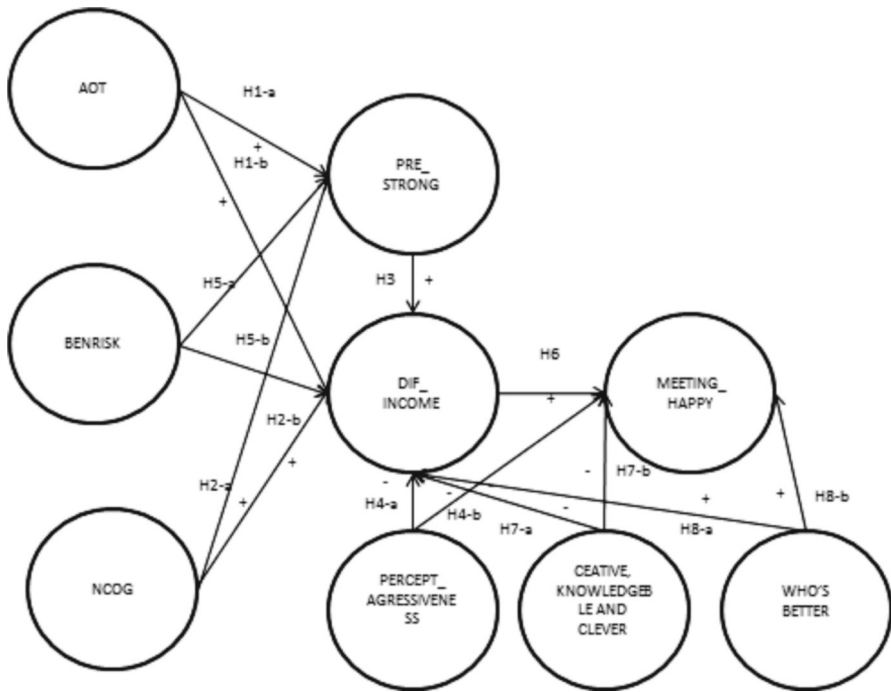 AOT
H1-a
+
H1-b
+
PRE_
STRONG
H5-a
H3 +
BENRISK
H5-b
DIF_
INCOME
H6
+
MEETING_
HAPPY
H2-b
+
H2-a
+
-
H4-a
-
H4-b
-
-
H7-a
-
H7-b
+
H8-a
+
H8-b
NCOG
PERCEPT_
AGRESSIVENE
SS
CEATIVE,
KNOWLEDGEB
LE AND
CLEVER
WHO'S
BETTER